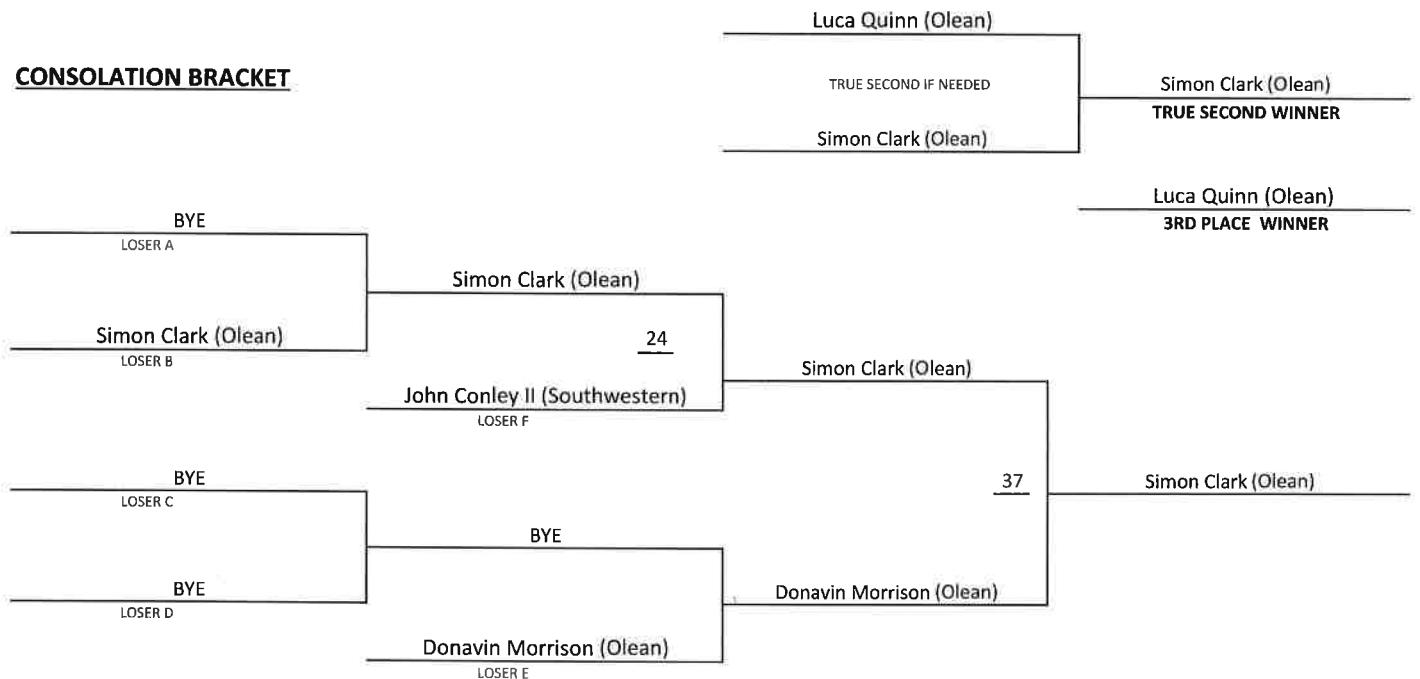 Luca Quinn (Olean)
CONSOLATION BRACKET
TRUE SECOND IF NEEDED
Simon Clark (Olean)
TRUE SECOND WINNER
Simon Clark (Olean)
Luca Quinn (Olean)
3RD PLACE WINNER
BYE
LOSER A
Simon Clark (Olean)
Simon Clark (Olean)
LOSER B
24
Simon Clark (Olean)
John Conley II (Southwestern)
LOSER F
BYE
LOSER C
37
Simon Clark (Olean)
BYE
BYE
LOSER D
Donavin Morrison (Olean)
Donavin Morrison (Olean)
LOSER E